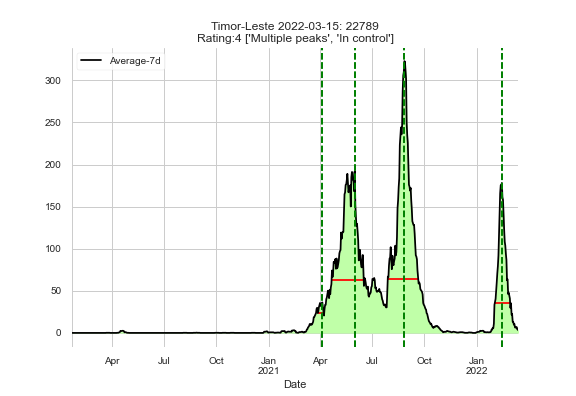 Timor-Leste 2022-03-15: 22789
Rating:4 ['Multiple peaks', 'In control']
Average-7d
300
250
200
150
100
50
0
Apr Jul Oct Jan Apr Jul Oct Jan
2021 2022
Date